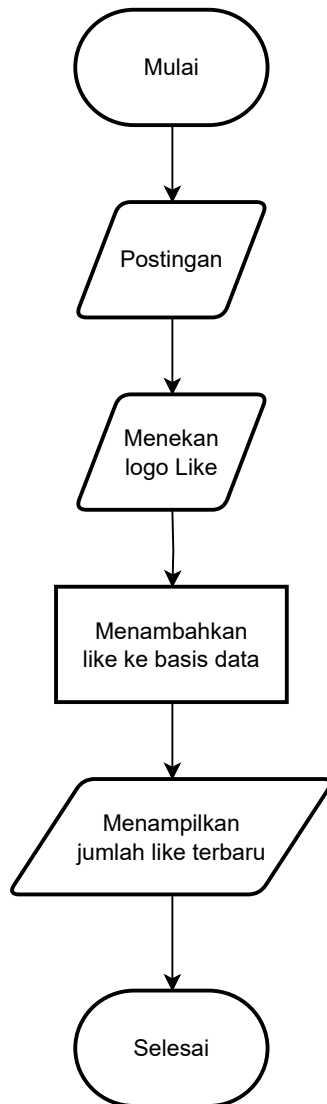 Mulai
Postingan
Menekan
logo Like
Menambahkan
like ke basis data
Menampilkan
jumlah like terbaru
Selesai